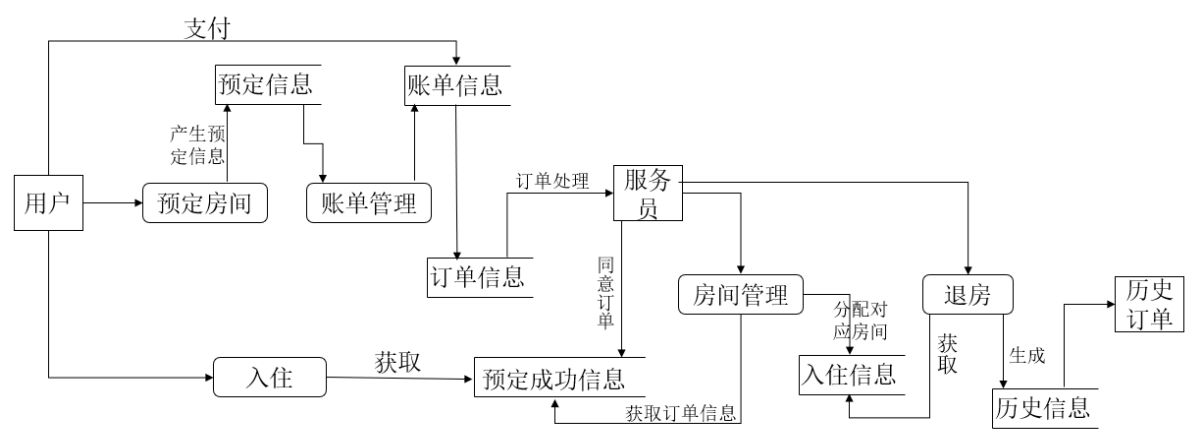 支付
预定信息
账单信息
产生预
定信息
用户
预定房间
账单管理
订单处理
服务
员
订单信息
同意订单
房间管理
退房
历史
订单
分配对
应房间
获取
生成
入住
获取
预定成功信息
入住信息
历史信息
获取订单信息